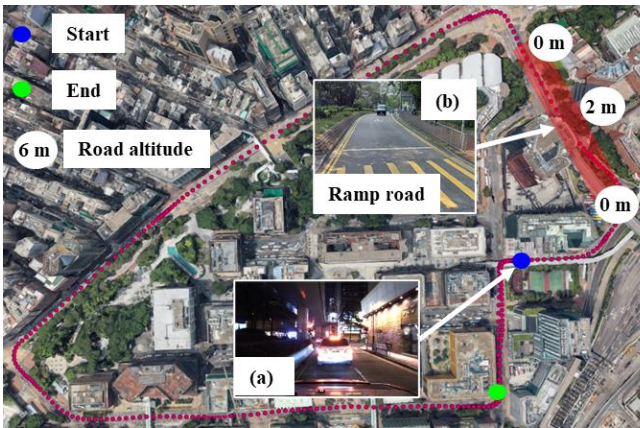 Start
End
6 m
Road altitude
0 m
2 m
0 m
(b)
Ramp road
(a)